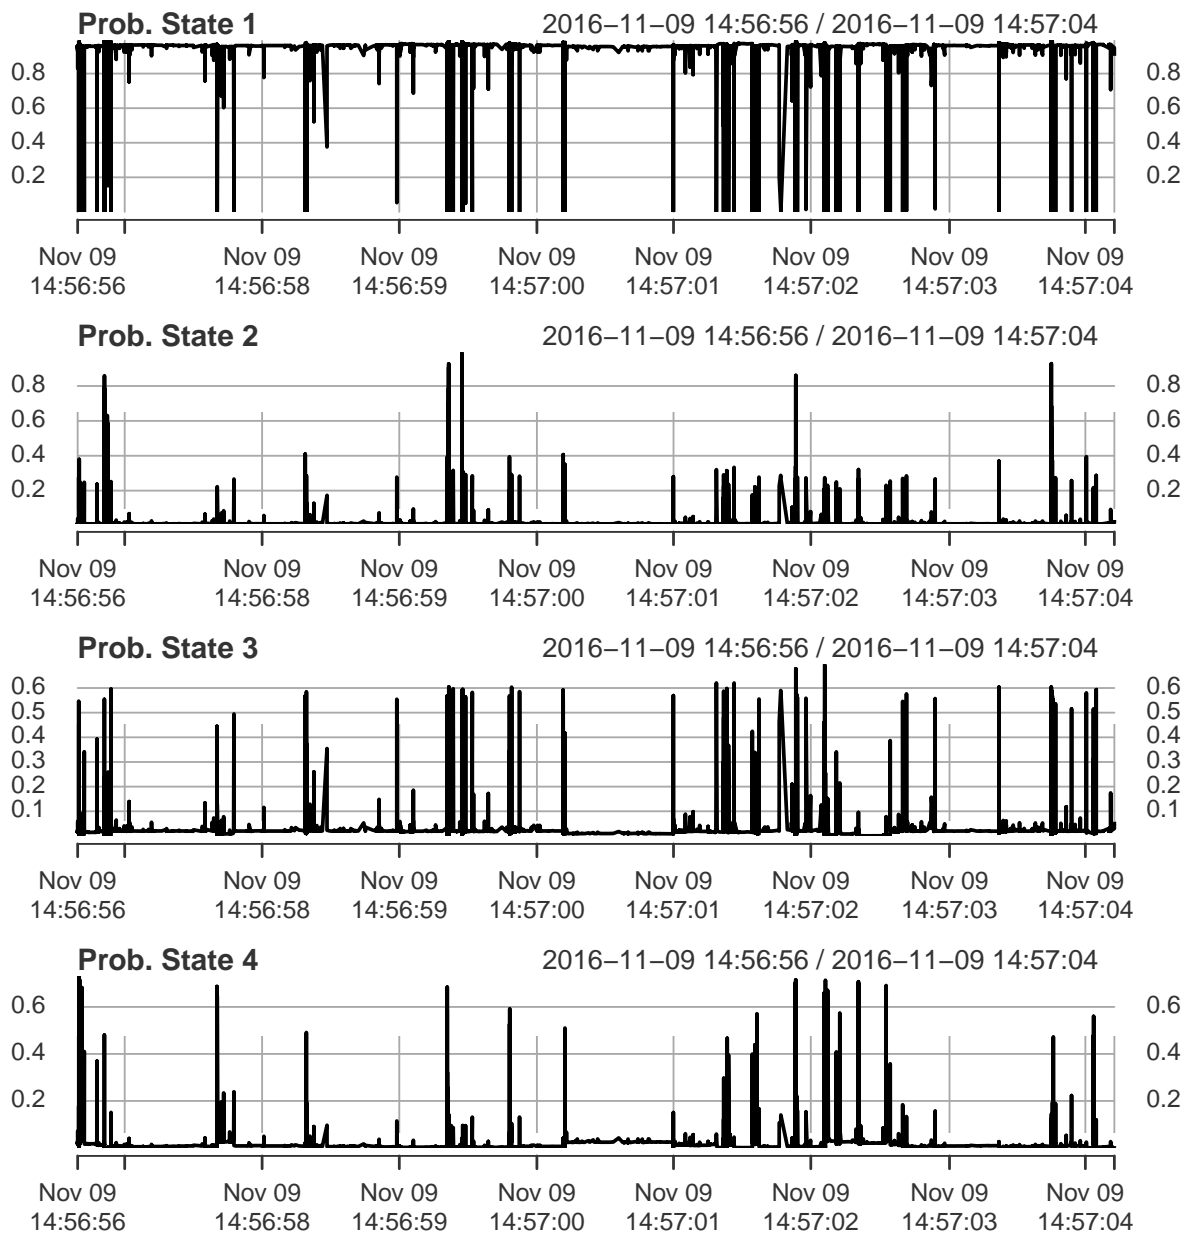 Prob. State 1 2016−11−09 14:56:56 / 2016−11−09 14:57:04
0.8 0.8
0.6 0.6
0.4 0.4
0.2 0.2
Nov 09 Nov 09 Nov 09 Nov 09 Nov 09 Nov 09 Nov 09 Nov 09
14:56:56 14:56:58 14:56:59 14:57:00 14:57:01 14:57:02 14:57:03 14:57:04
Prob. State 2 2016−11−09 14:56:56 / 2016−11−09 14:57:04
0.8 0.8
0.6 0.6
0.4 0.4
0.2 0.2
Nov 09 Nov 09 Nov 09 Nov 09 Nov 09 Nov 09 Nov 09 Nov 09
14:56:56 14:56:58 14:56:59 14:57:00 14:57:01 14:57:02 14:57:03 14:57:04
Prob. State 3 2016−11−09 14:56:56 / 2016−11−09 14:57:04
0.6 0.6
0.5 0.5
0.4 0.4
0.3 0.3
0.2 0.2
0.1 0.1
Nov 09 Nov 09 Nov 09 Nov 09 Nov 09 Nov 09 Nov 09 Nov 09
14:56:56 14:56:58 14:56:59 14:57:00 14:57:01 14:57:02 14:57:03 14:57:04
Prob. State 4 2016−11−09 14:56:56 / 2016−11−09 14:57:04
0.6 0.6
0.4 0.4
0.2 0.2
Nov 09 Nov 09 Nov 09 Nov 09 Nov 09 Nov 09 Nov 09 Nov 09
14:56:56 14:56:58 14:56:59 14:57:00 14:57:01 14:57:02 14:57:03 14:57:04